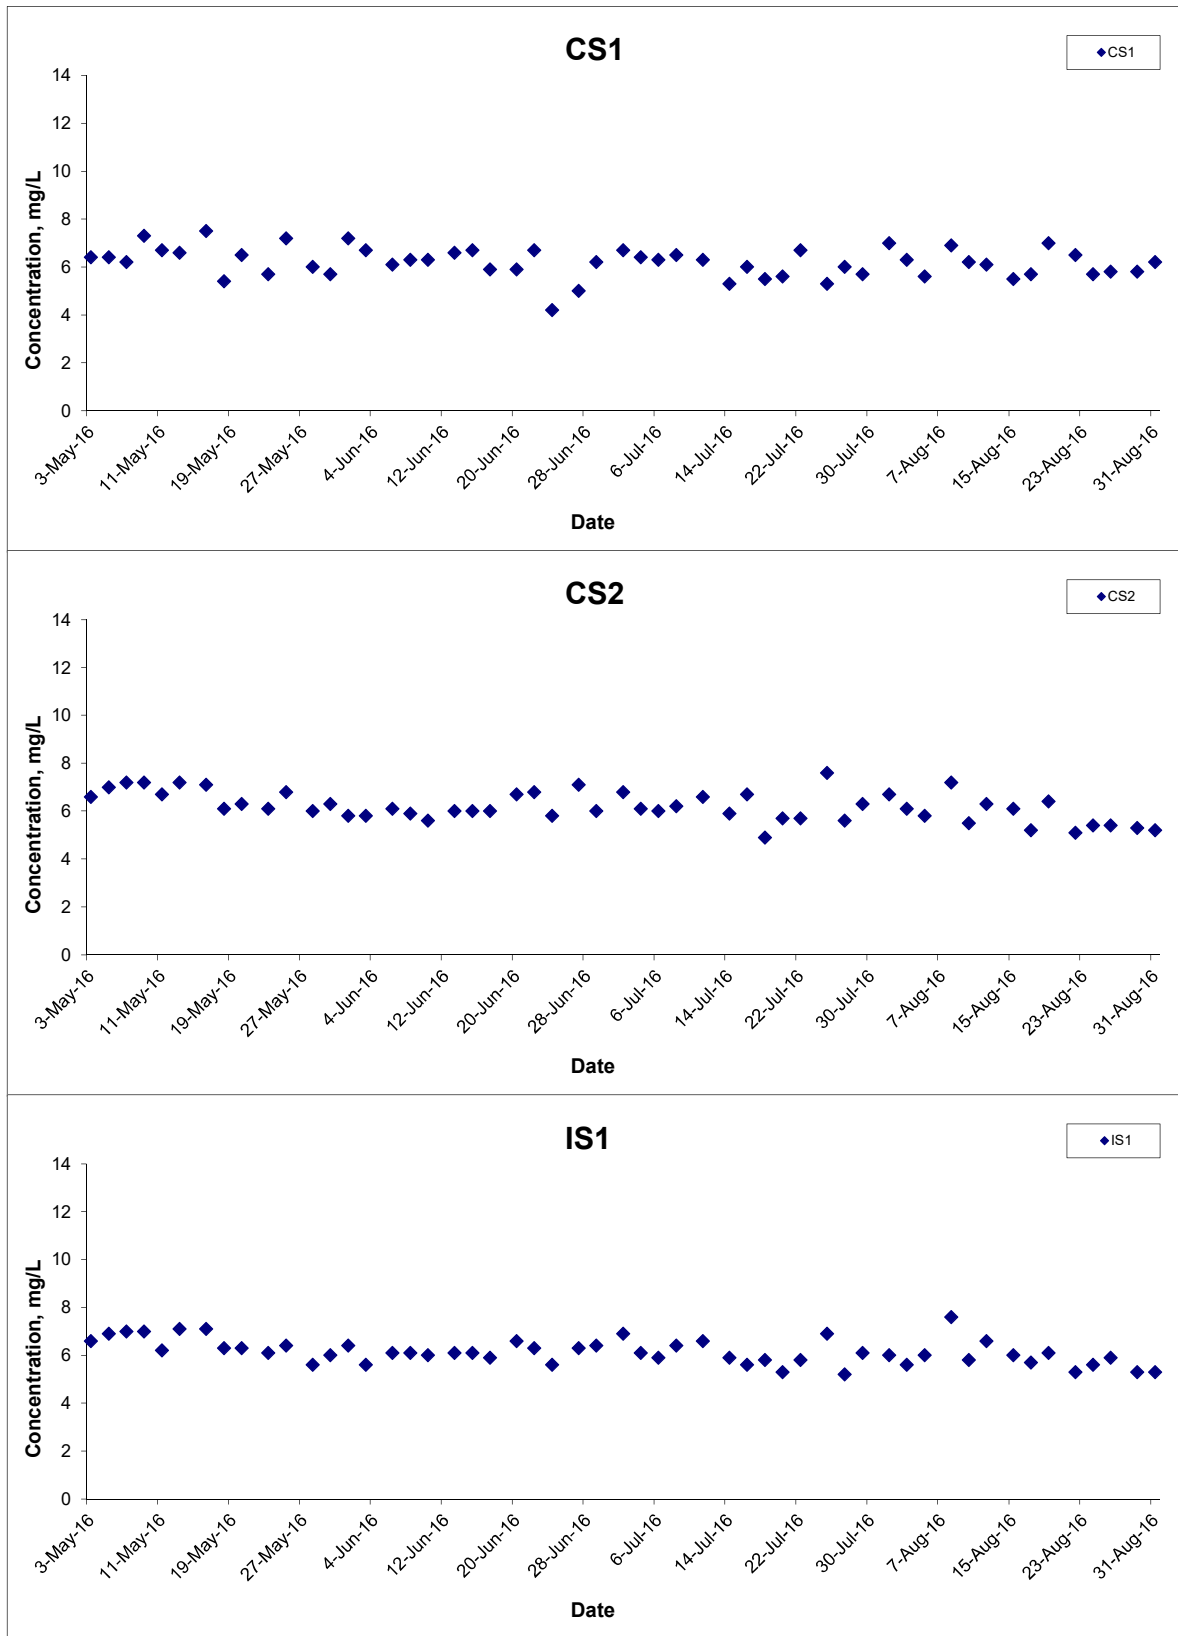 CS1
CS1
14
12
10
8
6
4
2
0
Concentration, mg/L
3-May-16
11-May-16
19-May-16
27-May-16
4-Jun-16
12-Jun-16
20-Jun-16
28-Jun-16
6-Jul-16
14-Jul-16
22-Jul-16
30-Jul-16
7-Aug-16
15-Aug-16
23-Aug-16
31-Aug-16
Date
CS2
CS2
14
12
10
8
6
4
2
0
Concentration, mg/L
3-May-16
11-May-16
19-May-16
27-May-16
4-Jun-16
12-Jun-16
20-Jun-16
28-Jun-16
6-Jul-16
14-Jul-16
22-Jul-16
30-Jul-16
7-Aug-16
15-Aug-16
23-Aug-16
31-Aug-16
Date
IS1
IS1
14
12
10
8
6
4
2
0
Concentration, mg/L
3-May-16
11-May-16
19-May-16
27-May-16
4-Jun-16
12-Jun-16
20-Jun-16
28-Jun-16
6-Jul-16
14-Jul-16
22-Jul-16
30-Jul-16
7-Aug-16
15-Aug-16
23-Aug-16
31-Aug-16
Date